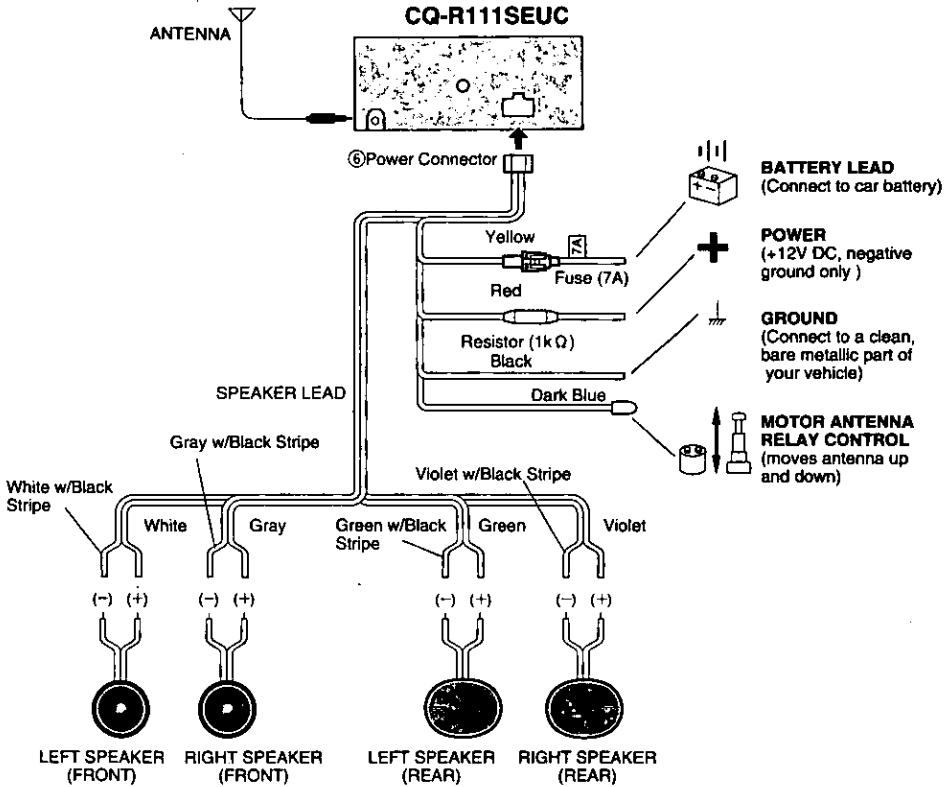 CQ-R111SEUC
ANTENNA
⑥Power Connector
Yellow
7A
Fuse (7A)
Red
Resistor (1k Ω)
Black
Dark Blue
BATTERY LEAD
(Connect to car battery)
POWER
(+12V DC, negative
ground only )
GROUND
(Connect to a clean,
bare metallic part of
your vehicle)
MOTOR ANTENNA
RELAY CONTROL
(moves antenna up
and down)
SPEAKER LEAD
Gray w/Black Stripe
Violet w/Black Stripe
White w/Black
Stripe
White
Gray
Green w/Black
Stripe
Green
Violet
(−) (+)
(−) (+)
(−) (+)
(−) (+)
LEFT SPEAKER
(FRONT)
RIGHT SPEAKER
(FRONT)
LEFT SPEAKER
(REAR)
RIGHT SPEAKER
(REAR)